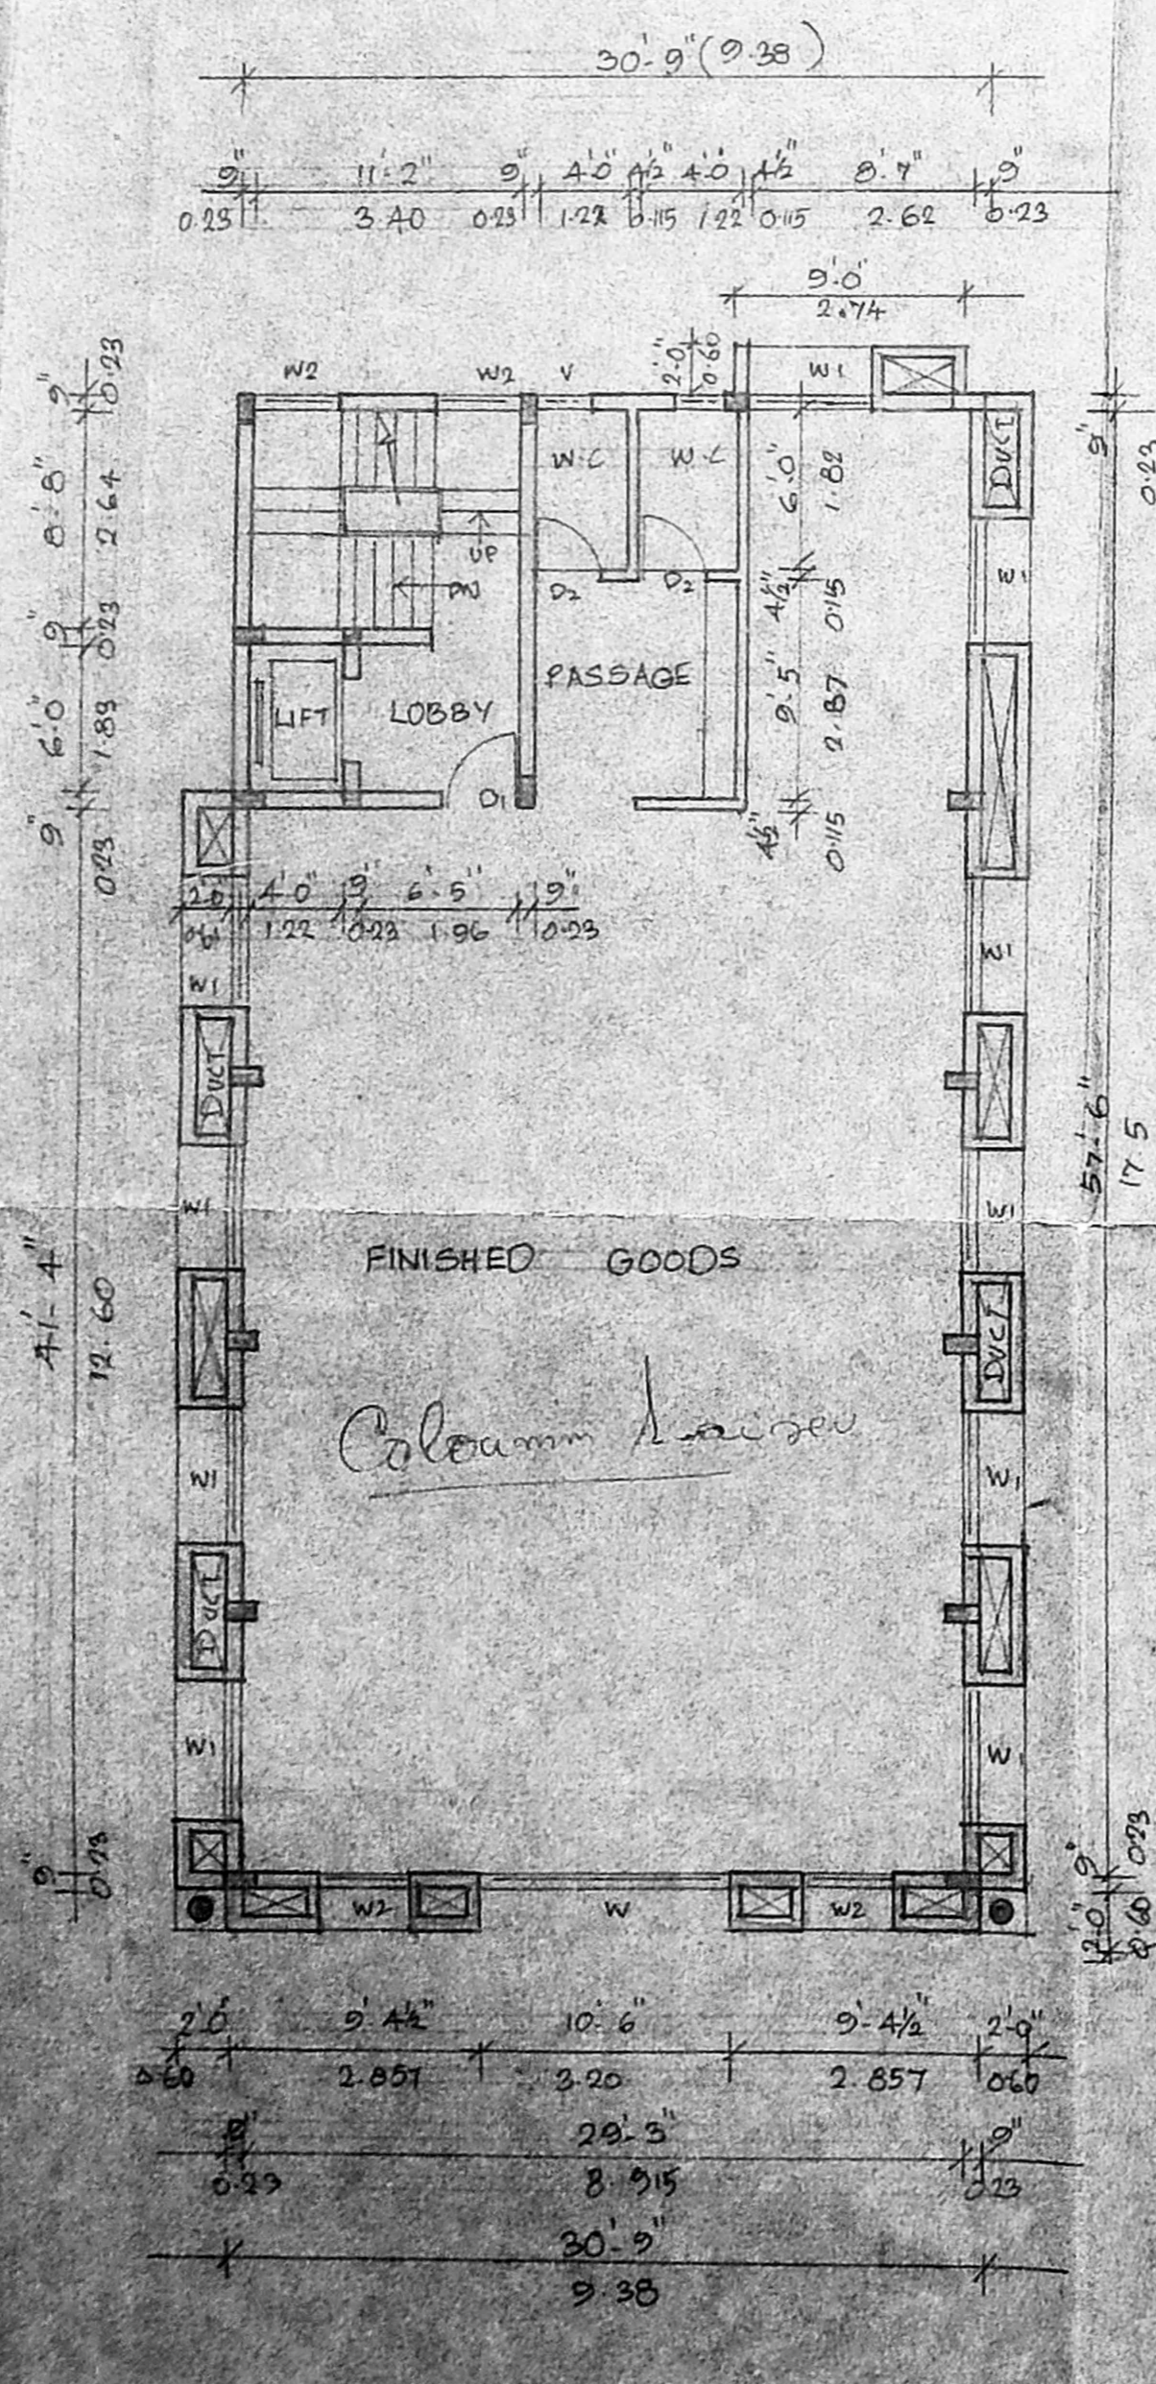 30'-9" (9.38)
9" 11'-2" 9" 4'0" 4½" 4'0" 4½" 8'-7" 9"
0.23 3.40 0.23 1.22 0.115 1.22 0.115 2.62 0.23
9'.0"
2.74
2'.0"
0.60
W2 W2 V W1
9" 0.23
8'-8" 2.64
9" 0.23
6'.0" 1.83
9" 0.23
W.C W.C
6'.0" 1.82
DUCT
9"
0.23
UP
DN
D2 D2
4½" 0.115
W1
PASSAGE
LIFT LOBBY
9'-5" 2.87
D1
4½" 0.115
2'0" 4'0" 9" 6'-5" 9"
0.60 1.22 0.23 1.96 0.23
W1
W1
DUCT
57'-6"
17.5
W1
W1
FINISHED GOODS
41'-4"
12.60
DUCT
W1
W1
DUCT
W1
W1
9" 0.23
9" 0.23
W2 W W2
2'.0" 0.60
2'.0" 9'.4½" 10'-6" 9'-4½" 2'-0"
0.60 2.857 3.20 2.857 0.60
9" 29'-3" 9"
0.23 8.915 0.23
30'-9"
9.38